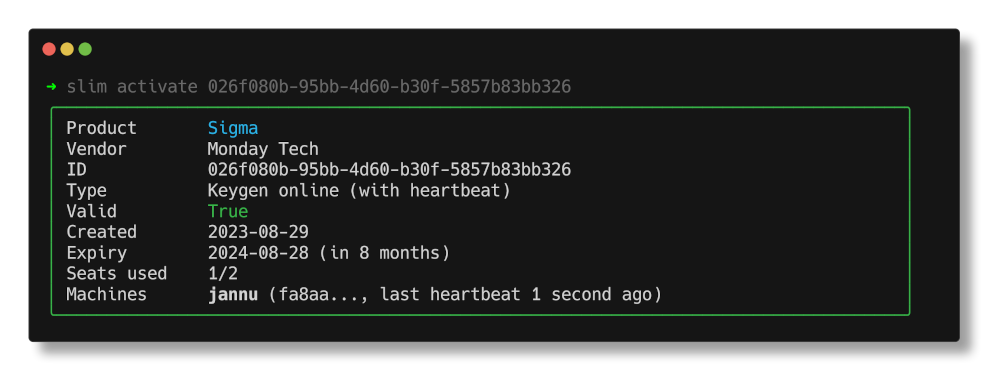 ➜ slim activate 026f080b-95bb-4d60-b30f-5857b83bb326
Product Sigma
Vendor Monday Tech
ID 026f080b-95bb-4d60-b30f-5857b83bb326
Type Keygen online (with heartbeat)
Valid True
Created 2023-08-29
Expiry 2024-08-28 (in 8 months)
Seats used 1/2
Machines jannu (fa8aa..., last heartbeat 1 second ago)